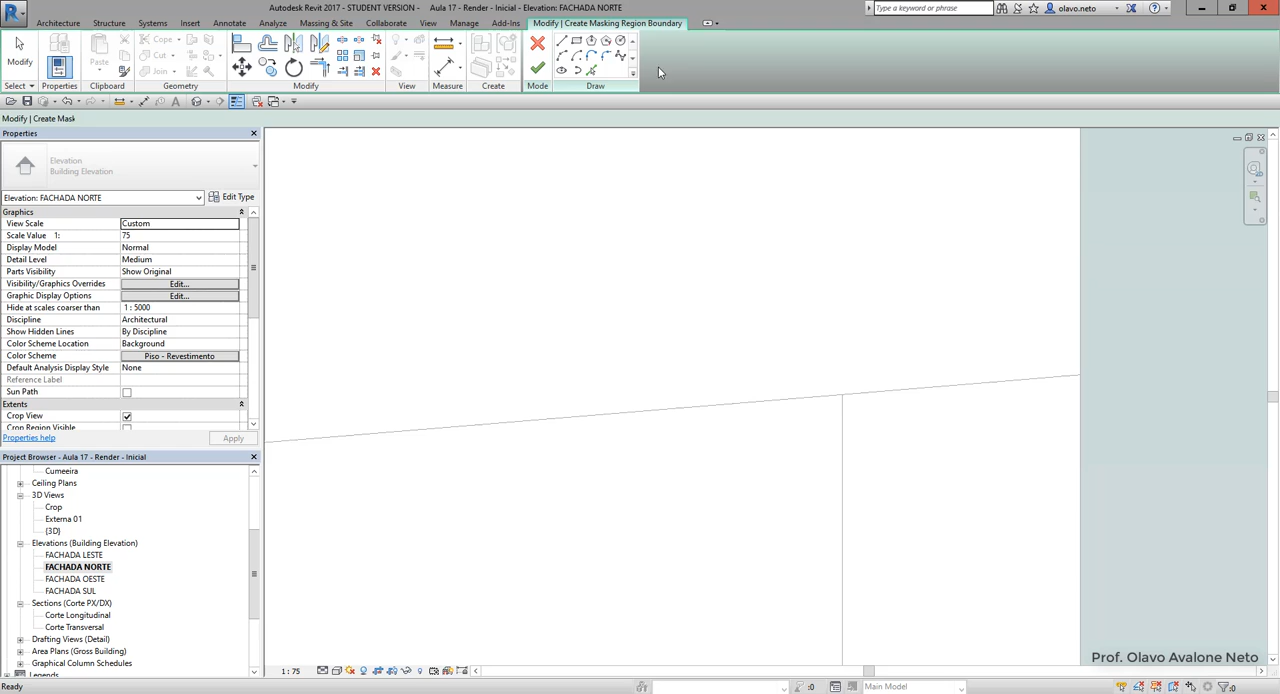 Autodesk Revit 2017 - STUDENT VERSION - Aula 17 - Render - Inicial - Elevation: FACHADA NORTE
Type a keyword or phrase
olavo.neto
Architecture Structure Systems Insert Annotate Analyze Massing & Site Collaborate View Manage Add-Ins Modify | Create Masking Region Boundary
Modify Paste Cope Cut Join
Select Properties Clipboard Geometry Modify View Measure Create Mode Draw
Modify | Create Mask
Properties
Elevation
Building Elevation
Elevation: FACHADA NORTE Edit Type
Graphics
View Scale Custom
Scale Value 1: 75
Display Model Normal
Detail Level Medium
Parts Visibility Show Original
Visibility/Graphics Overrides Edit...
Graphic Display Options Edit...
Hide at scales coarser than 1 : 5000
Discipline Architectural
Show Hidden Lines By Discipline
Color Scheme Location Background
Color Scheme Piso - Revestimento
Default Analysis Display Style None
Reference Label
Sun Path
Extents
Crop View
Crop Region Visible
Properties help Apply
Project Browser - Aula 17 - Render - Inicial
Cumeeira
Ceiling Plans
3D Views
Crop
Externa 01
{3D}
Elevations (Building Elevation)
FACHADA LESTE
FACHADA NORTE
FACHADA OESTE
FACHADA SUL
Sections (Corte PX/DX)
Corte Longitudinal
Corte Transversal
Drafting Views (Detail)
Area Plans (Gross Building)
Graphical Column Schedules
Legends
Prof. Olavo Avalone Neto
1 : 75
Ready
:0
Main Model
:0